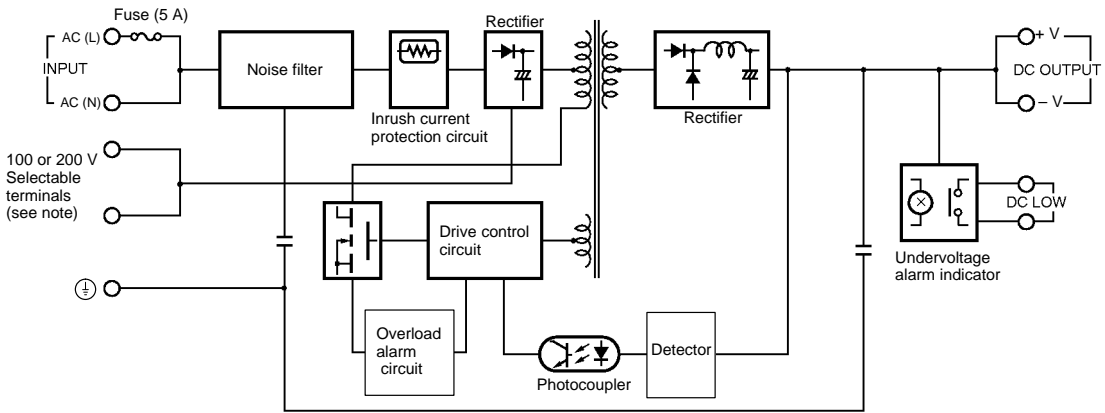 Fuse (5 A)
AC (L)
INPUT
AC (N)
Noise filter
Inrush current
protection circuit
Rectifier
Rectifier
+ V
DC OUTPUT
– V
100 or 200 V
Selectable
terminals
(see note)
Drive control
circuit
DC LOW
Undervoltage
alarm indicator
Overload
alarm
circuit
Photocoupler
Detector